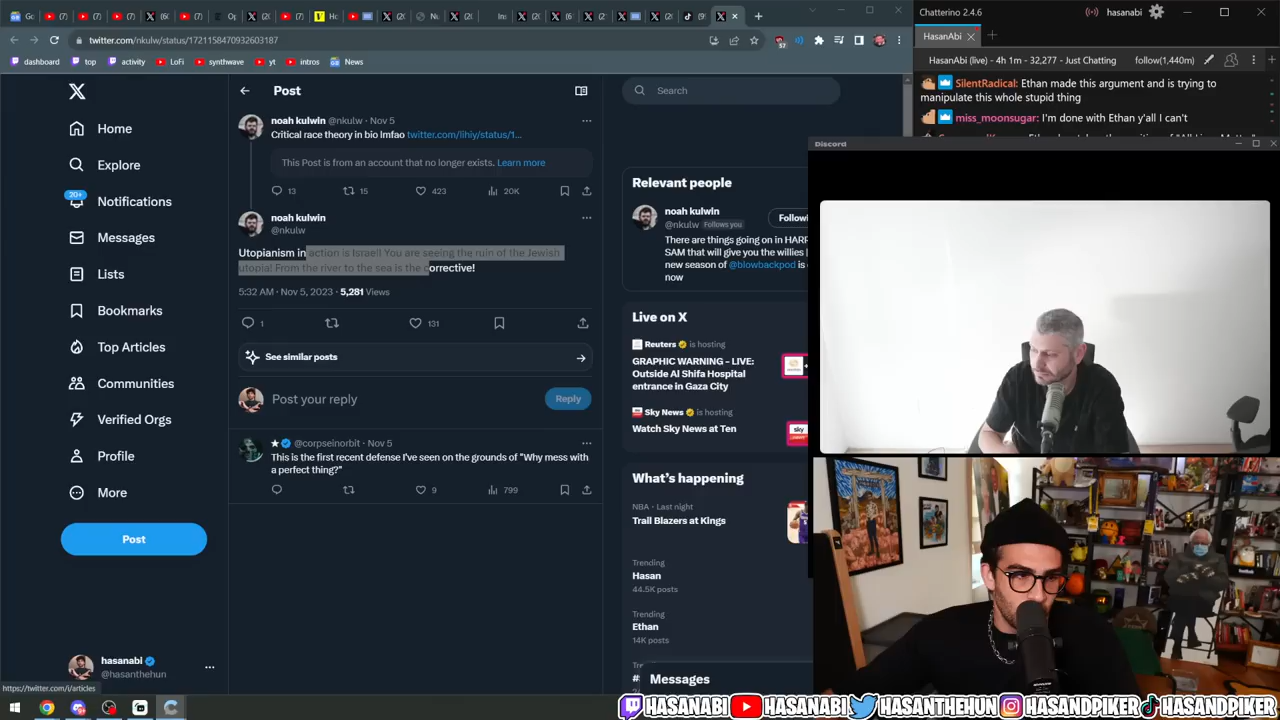 twitter.com/nkulw/status/1721158470932603187
dashboard
top
activity
LoFi
synthwave
yt
intros
News
Post
Home
Explore
20+
Notifications
Messages
Lists
Bookmarks
Top Articles
Communities
Verified Orgs
Profile
More
Post
hasanabi
@hasanthehun
https://twitter.com/i/articles
noah kulwin @nkulw · Nov 5
Critical race theory in bio lmfao twitter.com/lihiy/status/1...
This Post is from an account that no longer exists. Learn more
13
15
423
20K
noah kulwin
@nkulw
Utopianism in action is Israel! You are seeing the ruin of the Jewish
utopia! From the river to the sea is the corrective!
5:32 AM · Nov 5, 2023 · 5,281 Views
1
131
See similar posts
Post your reply
Reply
@corpseinorbit · Nov 5
This is the first recent defense I've seen on the grounds of "Why mess with
a perfect thing?"
9
799
Search
Relevant people
noah kulwin
@nkulw Follows you
Followi
There are things going on in HARP
SAM that will give you the willies |
new season of @blowbackpod is o
now
Live on X
Reuters is hosting
GRAPHIC WARNING – LIVE:
Outside Al Shifa Hospital
entrance in Gaza City
Sky News is hosting
Watch Sky News at Ten
What's happening
NBA · Last night
Trail Blazers at Kings
Trending
Hasan
44.5K posts
Trending
Ethan
14K posts
Messages
Chatterino 2.4.6
hasanabi
HasanAbi
HasanAbi (live) - 4h 1m - 32,277 - Just Chatting
follow(1,440m)
SilentRadical: Ethan made this argument and is trying to
manipulate this whole stupid thing
miss_moonsugar: I'm done with Ethan y'all I can't
Discord
HASANABI
HASANABI
HASANTHEHUN
HASANDPIKER
HASANDPIKER